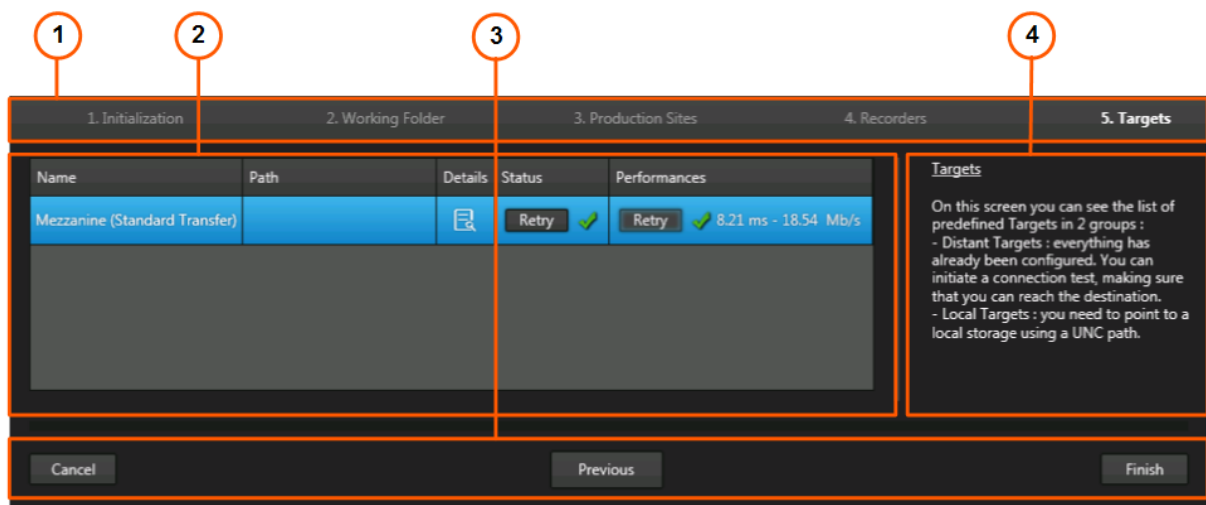 1 2 3 4
1. Initialization 2. Working Folder 3. Production Sites 4. Recorders 5. Targets
Name Path Details Status Performances
Mezzanine (Standard Transfer) Retry Retry 8.21 ms - 18.54 Mb/s
Targets
On this screen you can see the list of
predefined Targets in 2 groups :
- Distant Targets : everything has
already been configured. You can
initiate a connection test, making sure
that you can reach the destination.
- Local Targets : you need to point to a
local storage using a UNC path.
Cancel Previous Finish